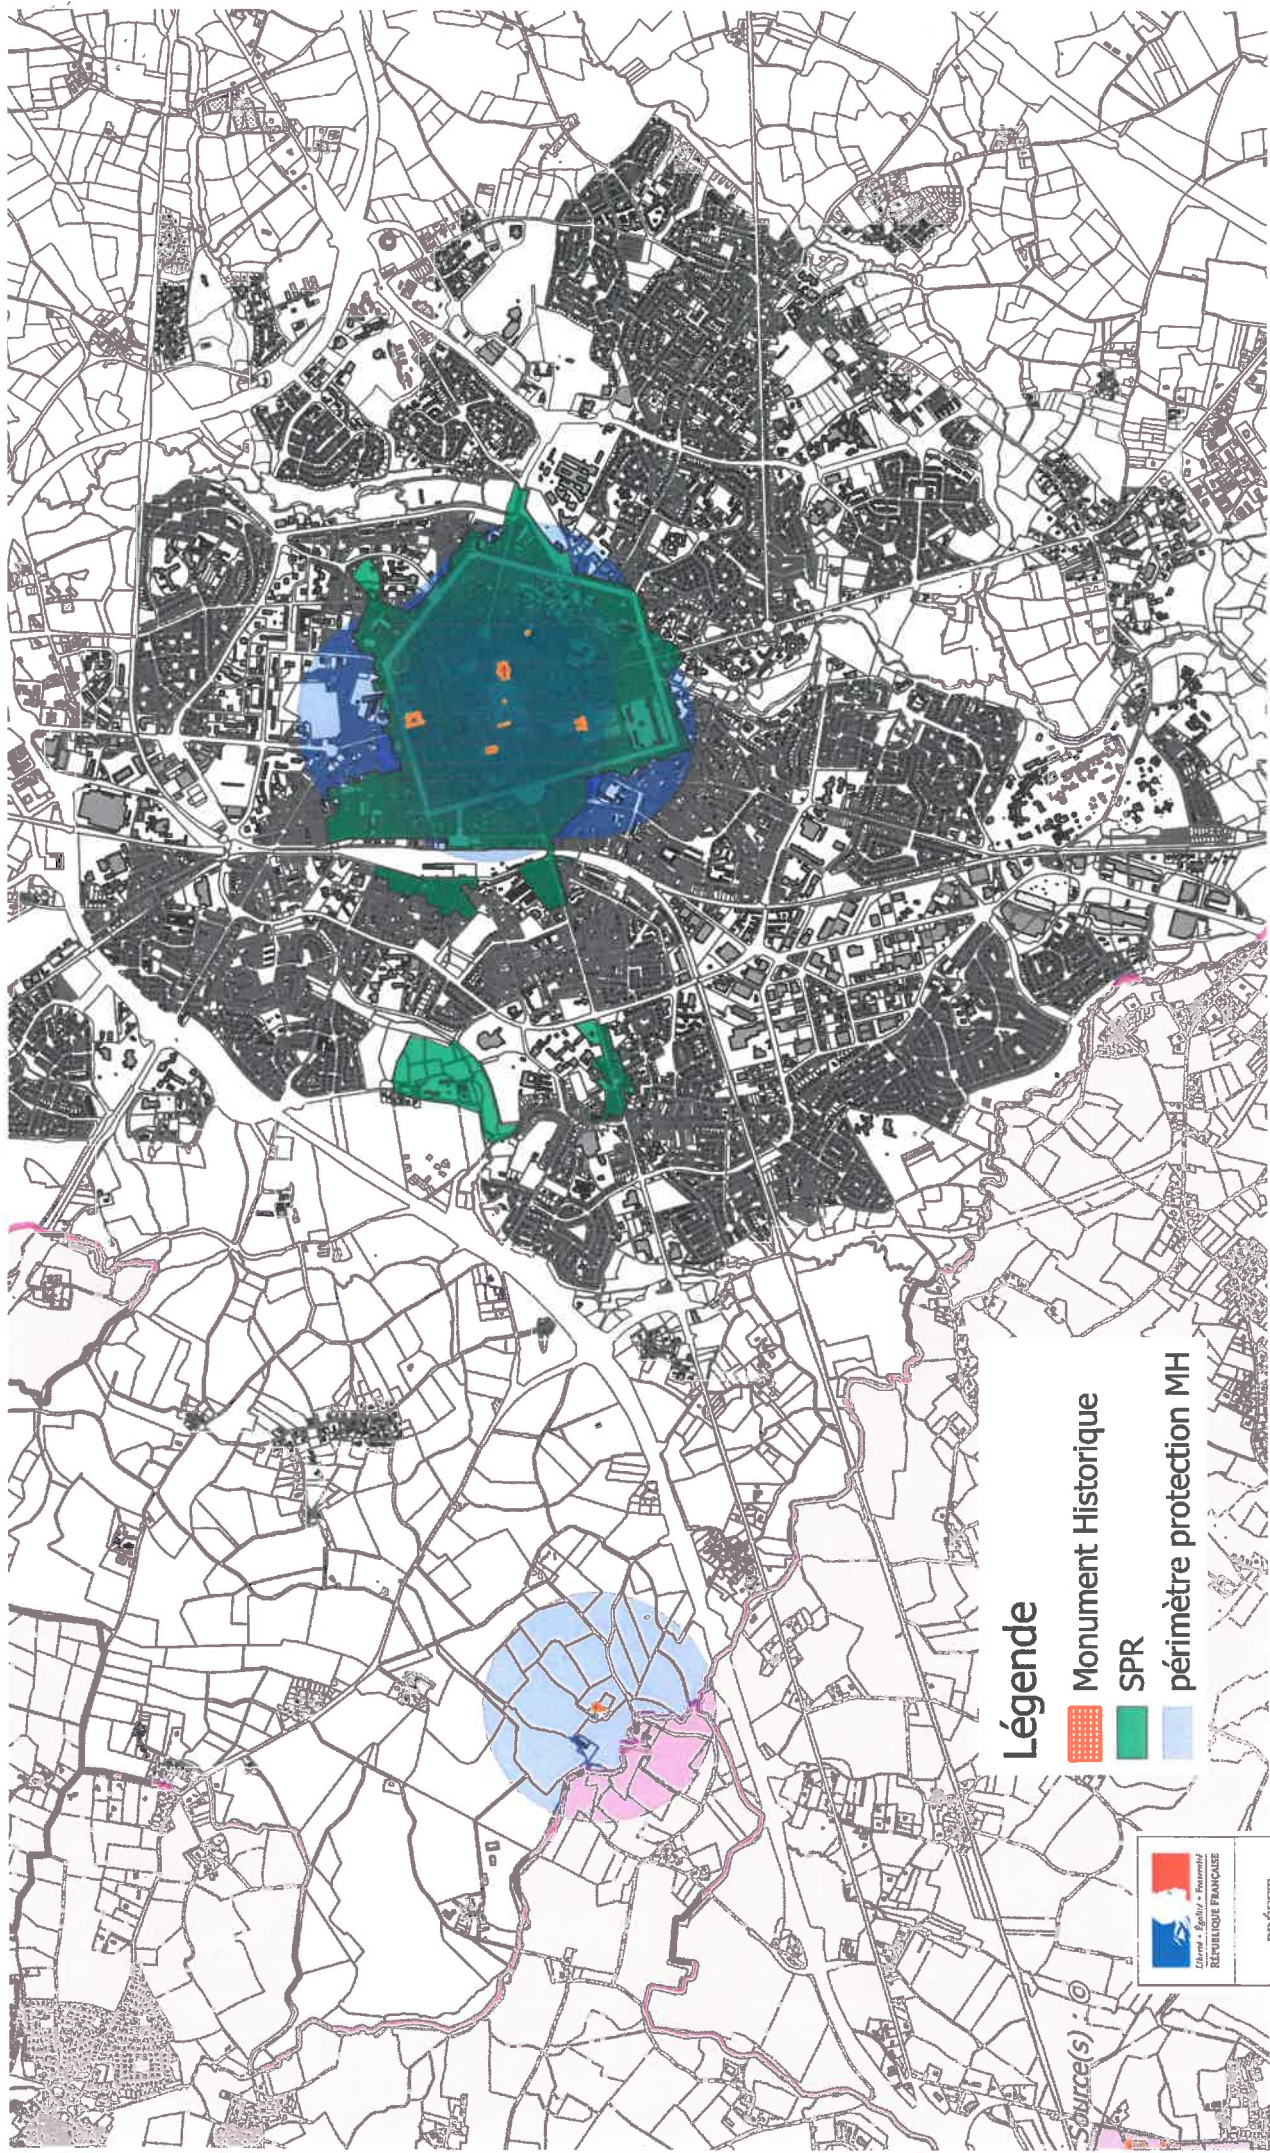 Légende
Monument Historique
SPR
périmètre protection MH
Source(s) : ©
Liberté • Égalité • Fraternité
RÉPUBLIQUE FRANÇAISE